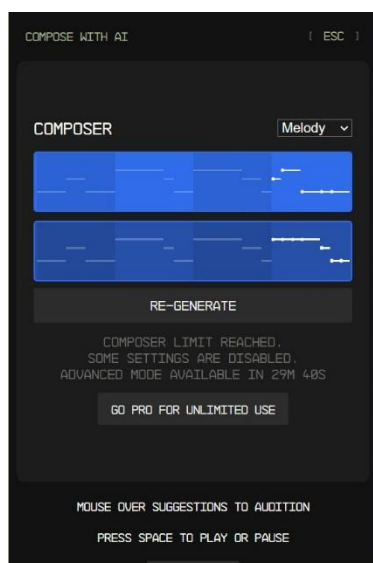 COMPOSE WITH AI [ ESC ]
COMPOSER Melody
RE-GENERATE
COMPOSER LIMIT REACHED.
SOME SETTINGS ARE DISABLED.
ADVANCED MODE AVAILABLE IN 29M 40S
GO PRO FOR UNLIMITED USE
MOUSE OVER SUGGESTIONS TO AUDITION
PRESS SPACE TO PLAY OR PAUSE